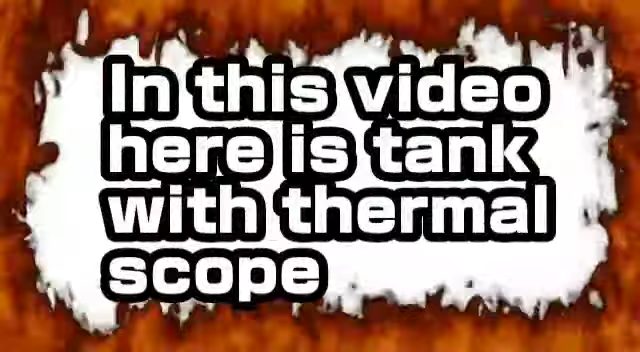 In this video
here is tank
with thermal
scope